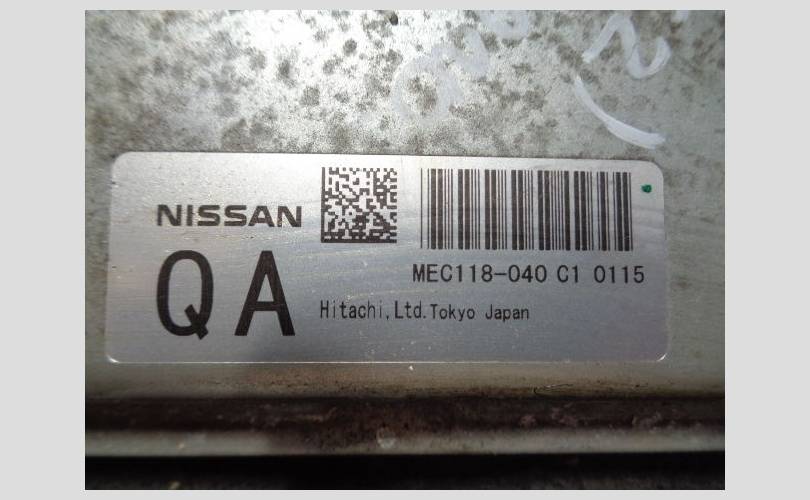 NISSAN
QA
MEC118-040 C1 0115
Hitachi,Ltd.Tokyo Japan